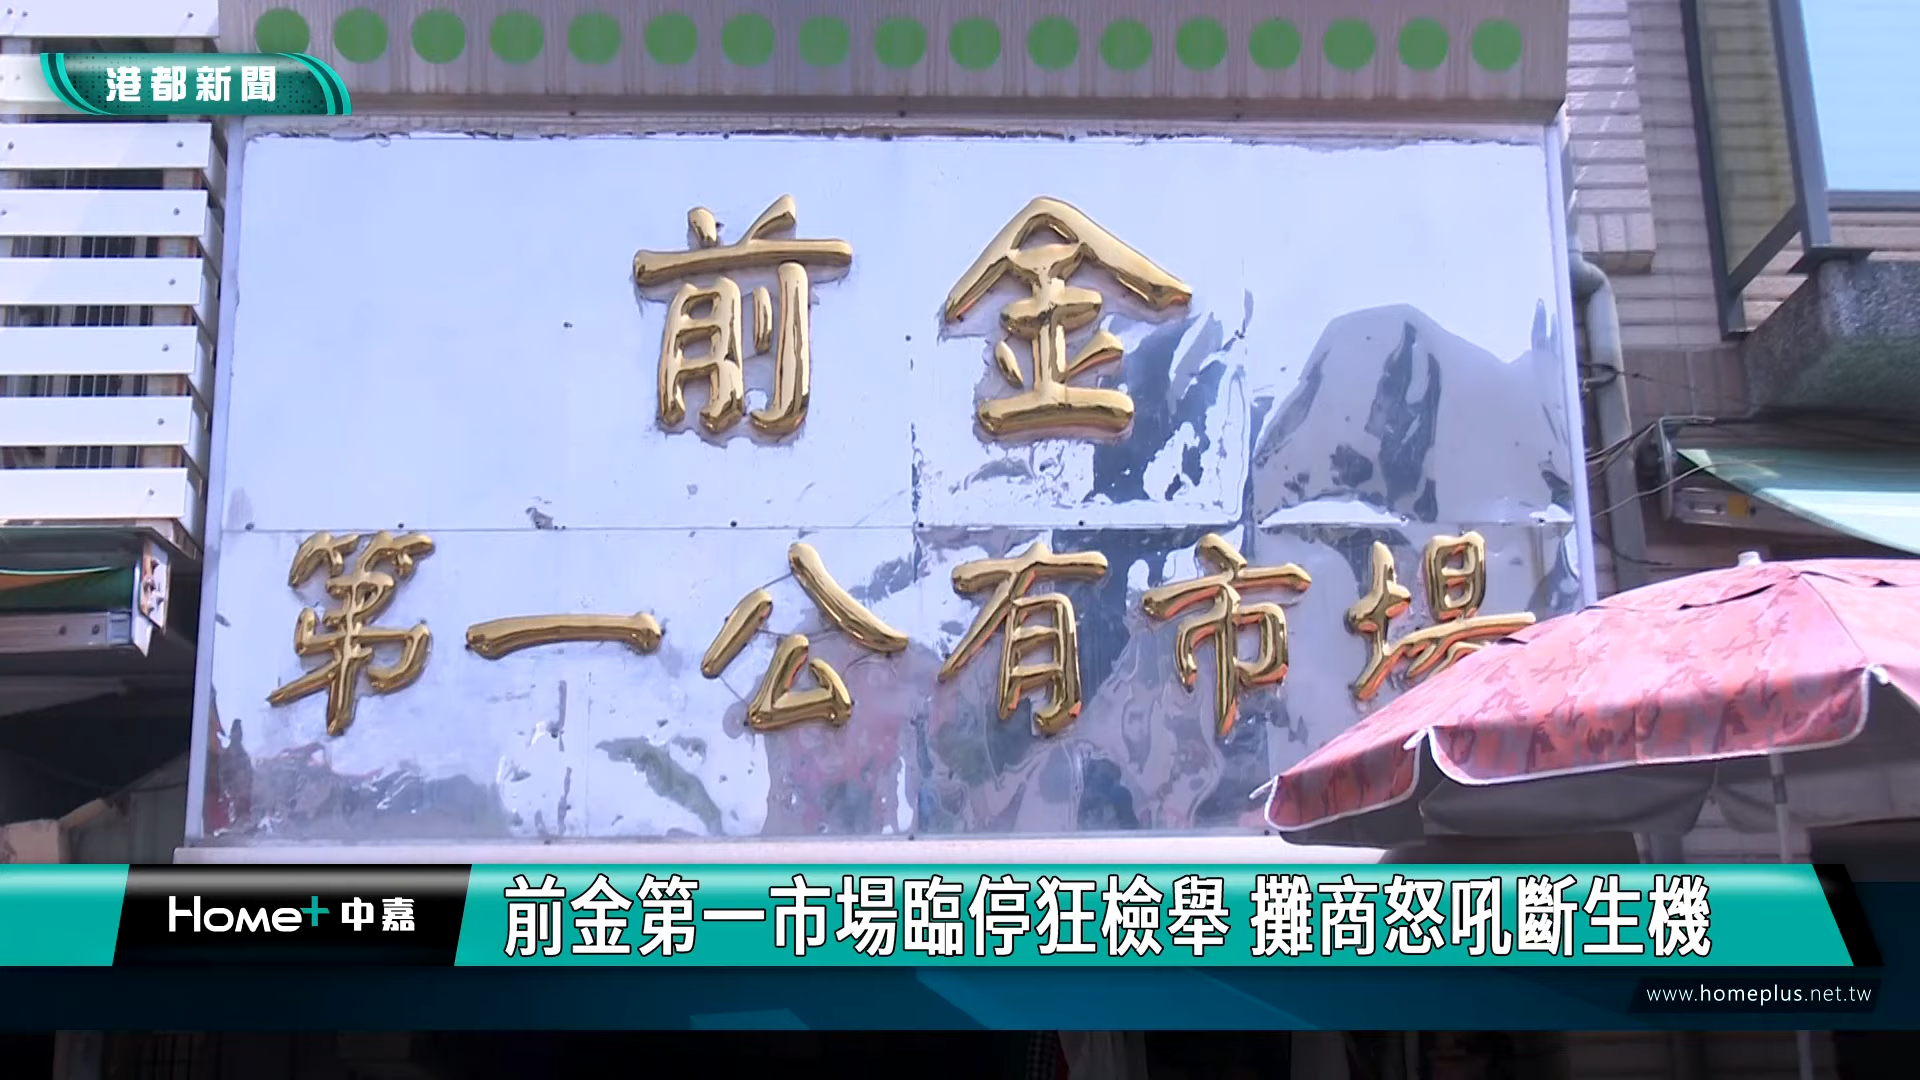 港都新聞
前金
第一公有市場
Home+ 中嘉
前金第一市場臨停狂檢舉 攤商怒吼斷生機
www.homeplus.net.tw